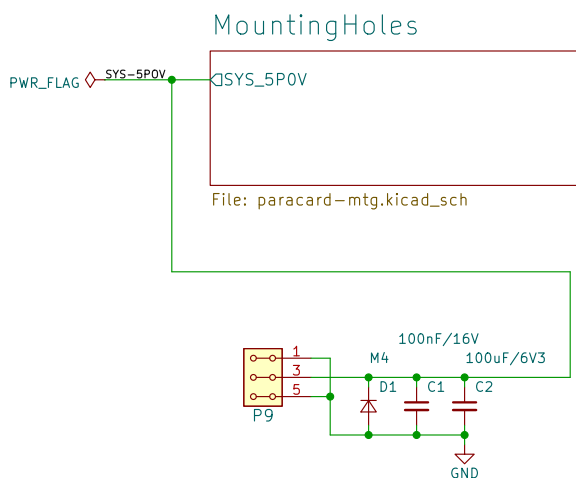 MountingHoles
PWR_FLAG
SYS-5P0V
SYS_5P0V
File: paracard-mtg.kicad_sch
100nF/16V
M4
100uF/6V3
1
3
5
D1
C1
C2
P9
GND